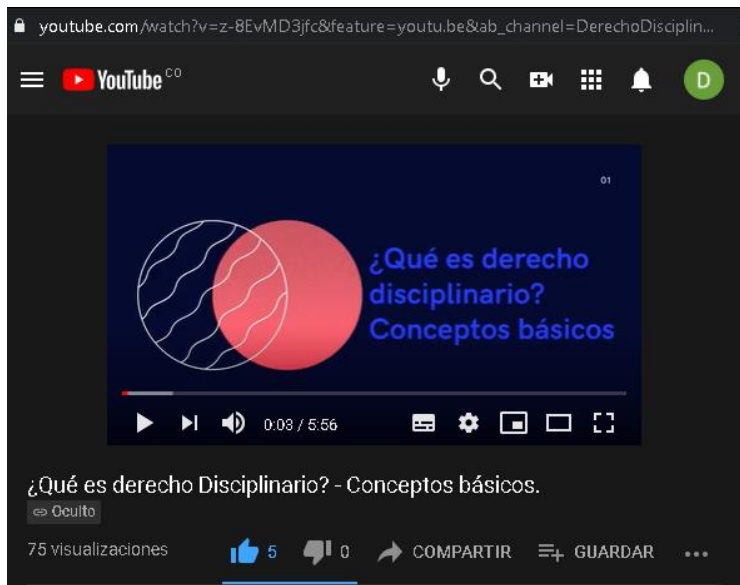 youtube.com/watch?v=z-8EvMD3jfc&feature=youtu.be&ab_channel=DerechoDisciplin...
YouTube CO
D
01
¿Qué es derecho
disciplinario?
Conceptos básicos
0:03 / 5:56
¿Qué es derecho Disciplinario? - Conceptos básicos.
Oculto
75 visualizaciones 5 0 COMPARTIR GUARDAR